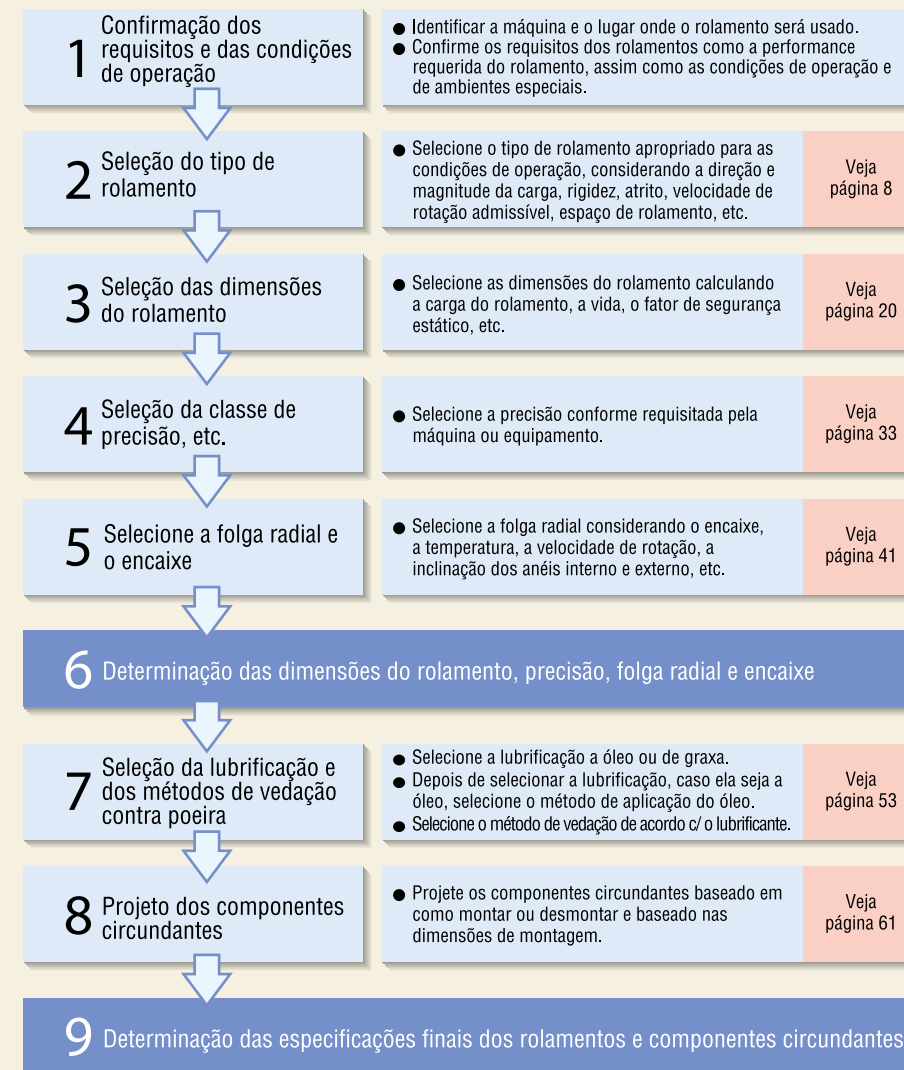 1 Confirmação dos
requisitos e das condições
de operação
● Identificar a máquina e o lugar onde o rolamento será usado.
● Confirme os requisitos dos rolamentos como a performance
requerida do rolamento, assim como as condições de operação e
de ambientes especiais.
2 Seleção do tipo de
rolamento
● Selecione o tipo de rolamento apropriado para as
condições de operação, considerando a direção e
magnitude da carga, rigidez, atrito, velocidade de
rotação admissível, espaço de rolamento, etc.
Veja
página 8
3 Seleção das dimensões
do rolamento
● Selecione as dimensões do rolamento calculando
a carga do rolamento, a vida, o fator de segurança
estático, etc.
Veja
página 20
4 Seleção da classe de
precisão, etc.
● Selecione a precisão conforme requisitada pela
máquina ou equipamento.
Veja
página 33
5 Selecione a folga radial e
o encaixe
● Selecione a folga radial considerando o encaixe,
a temperatura, a velocidade de rotação, a
inclinação dos anéis interno e externo, etc.
Veja
página 41
6 Determinação das dimensões do rolamento, precisão, folga radial e encaixe
7 Seleção da lubrificação e
dos métodos de vedação
contra poeira
● Selecione a lubrificação a óleo ou de graxa.
● Depois de selecionar a lubrificação, caso ela seja a
óleo, selecione o método de aplicação do óleo.
● Selecione o método de vedação de acordo c/ o lubrificante.
Veja
página 53
8 Projeto dos componentes
circundantes
● Projete os componentes circundantes baseado em
como montar ou desmontar e baseado nas
dimensões de montagem.
Veja
página 61
9 Determinação das especificações finais dos rolamentos e componentes circundantes